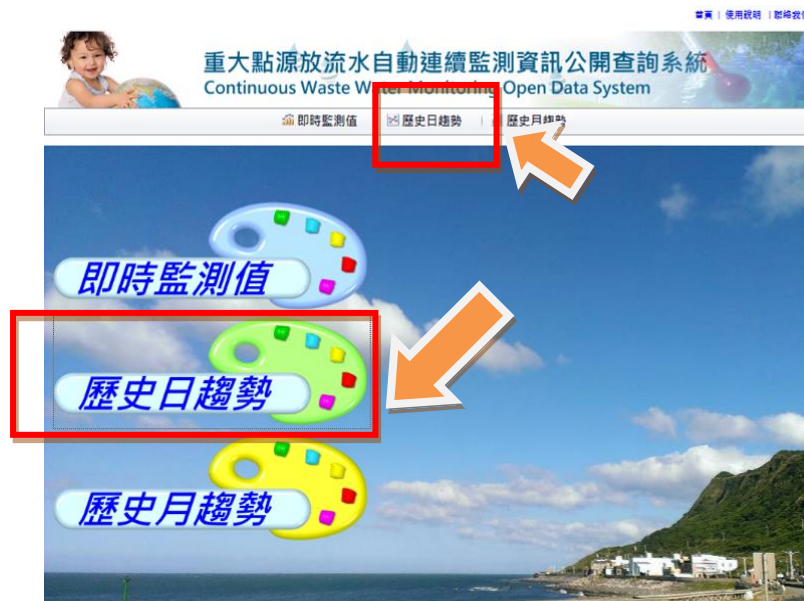 首頁 | 使用說明 | 聯絡我們
重大點源放流水自動連續監測資訊公開查詢系統
Continuous Waste Water Monitoring Open Data System
即時監測值 歷史日趨勢 | 歷史月趨勢
即時監測值
歷史日趨勢
歷史月趨勢